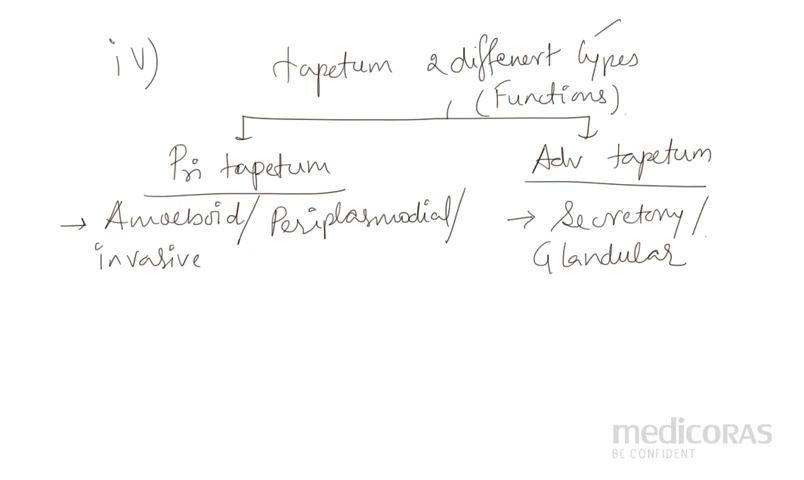 iv) tapetum 2 different types
(Functions)
Pri tapetum
Adv tapetum
→ Amoeboid/ Periplasmodial/
invasive
→ Secretory/
Glandular
medicoRAS
BE CONFIDENT